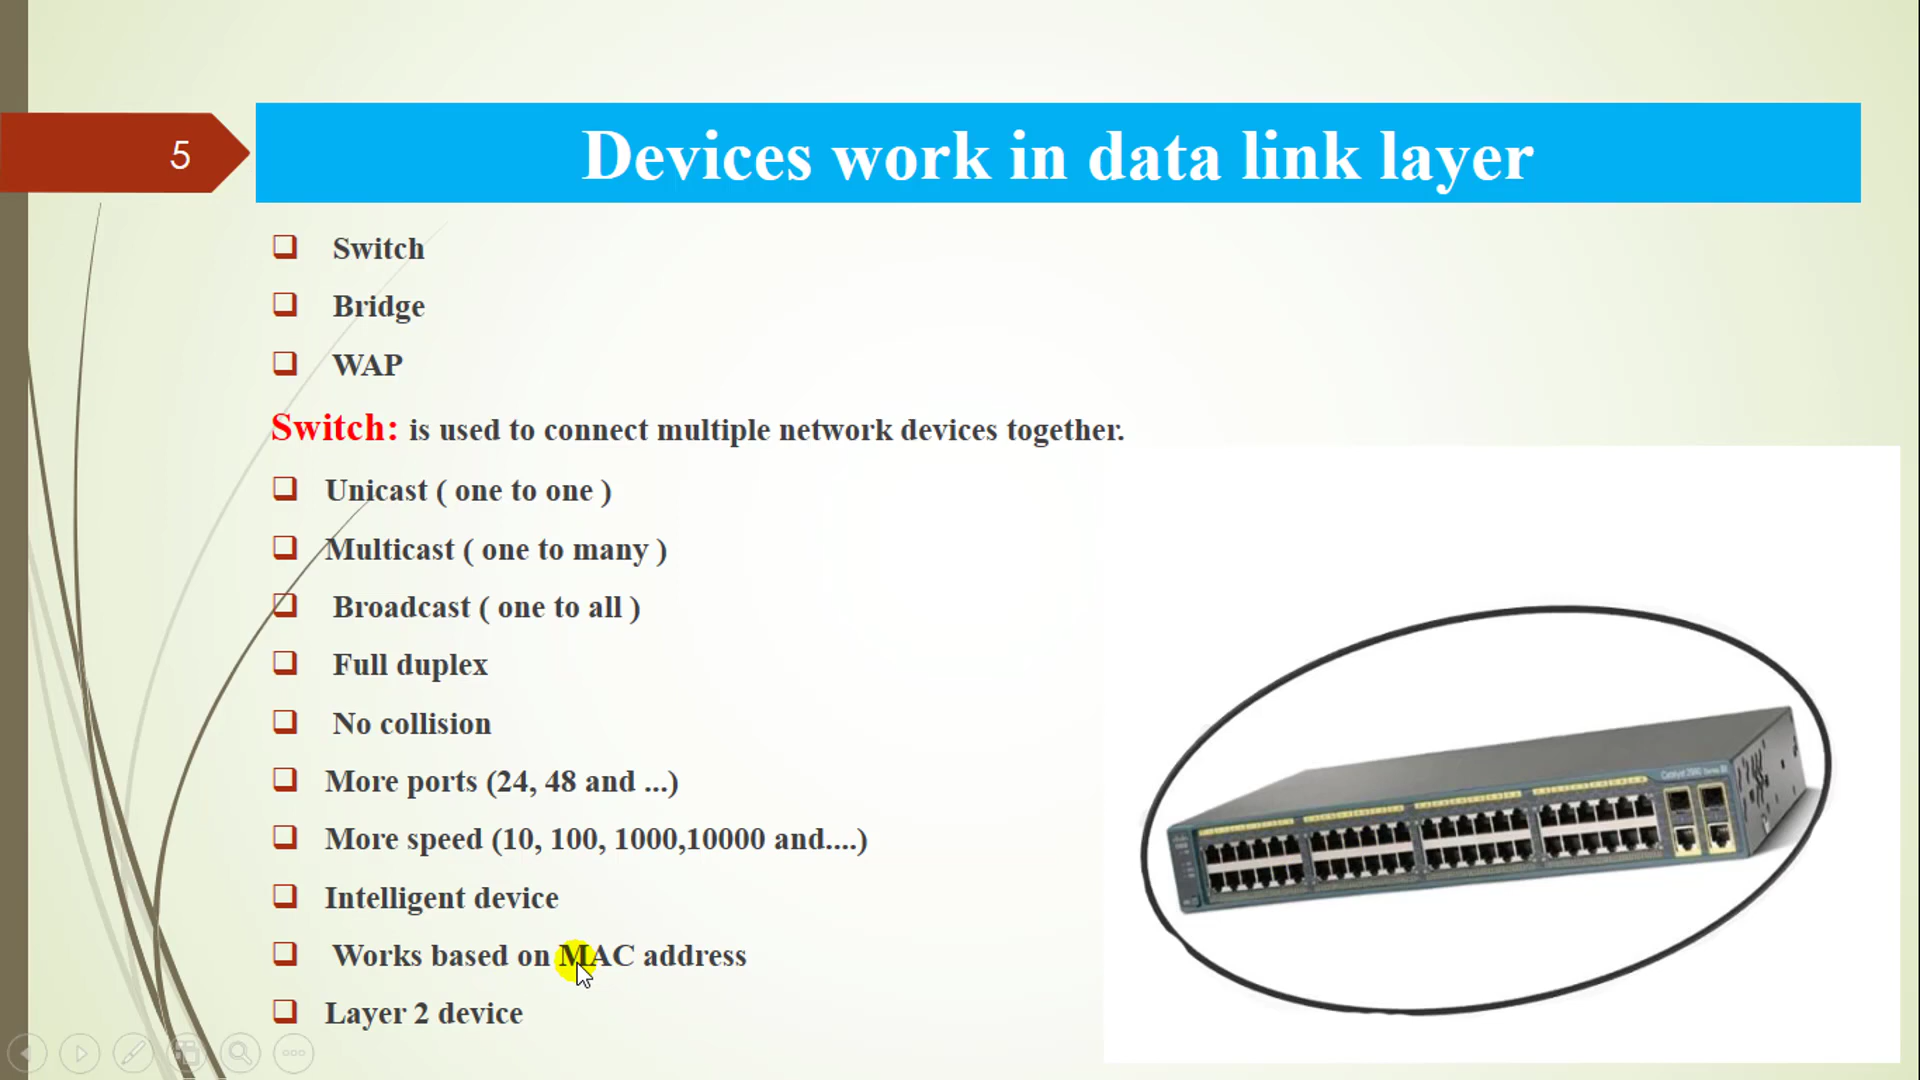 5
Devices work in data link layer
Switch
Bridge
WAP
Switch: is used to connect multiple network devices together.
Unicast ( one to one )
Multicast ( one to many )
Broadcast ( one to all )
Full duplex
No collision
More ports (24, 48 and ...)
More speed (10, 100, 1000,10000 and....)
Intelligent device
Works based on MAC address
Layer 2 device